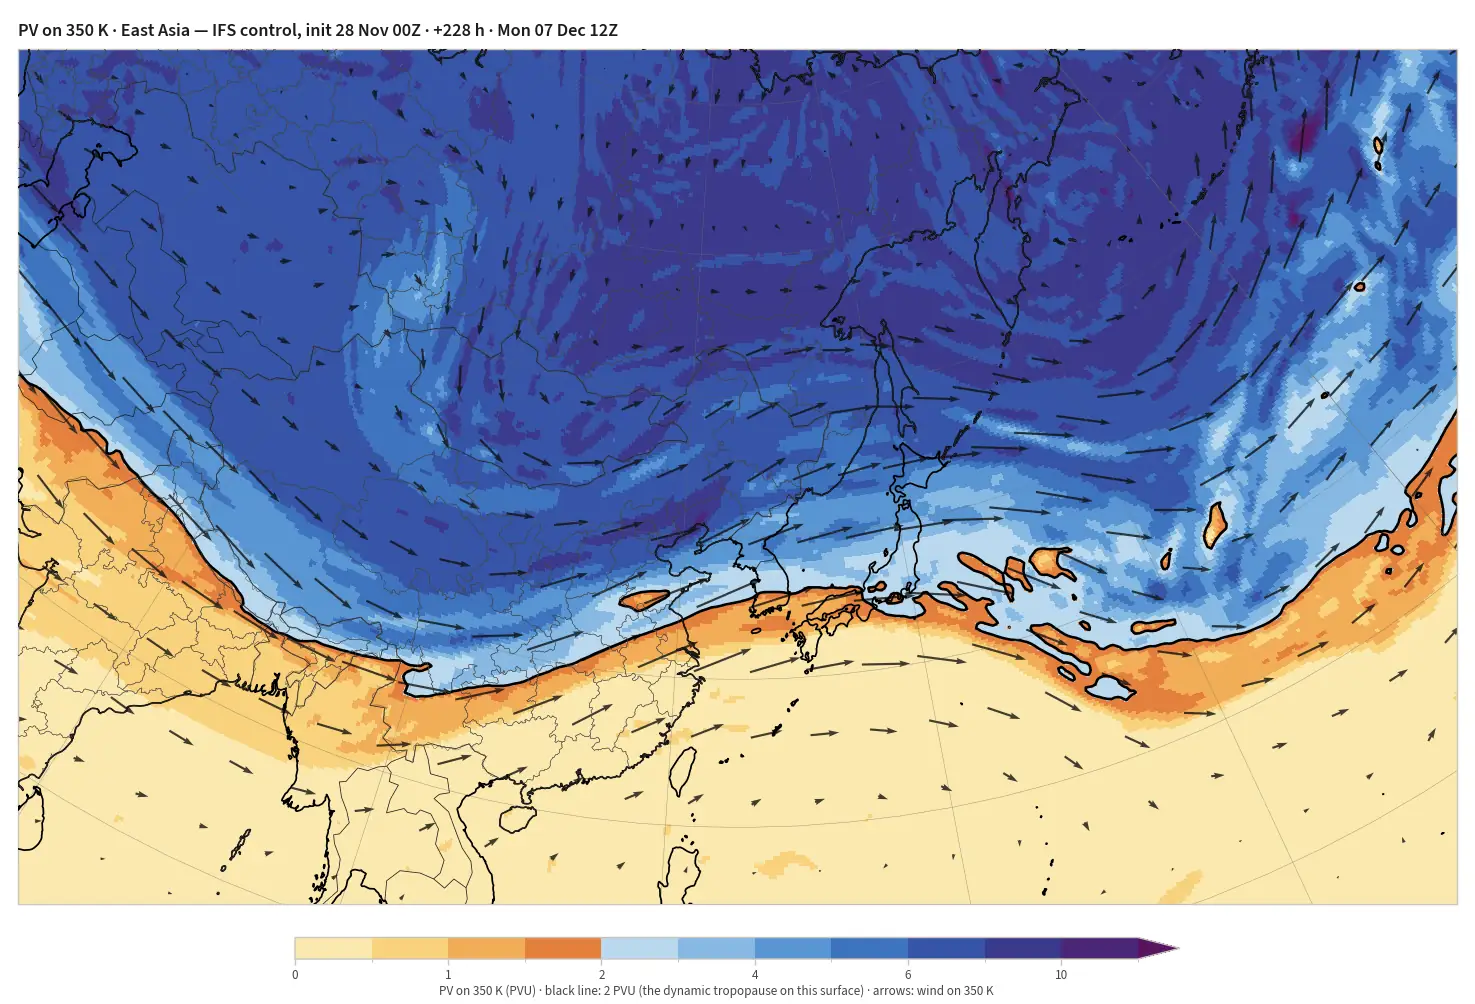 PV on 350 K · East Asia — IFS control, init 28 Nov 00Z · +228 h · Mon 07 Dec 12Z
0 1 2 4 6 10
PV on 350 K (PVU) · black line: 2 PVU (the dynamic tropopause on this surface) · arrows: wind on 350 K